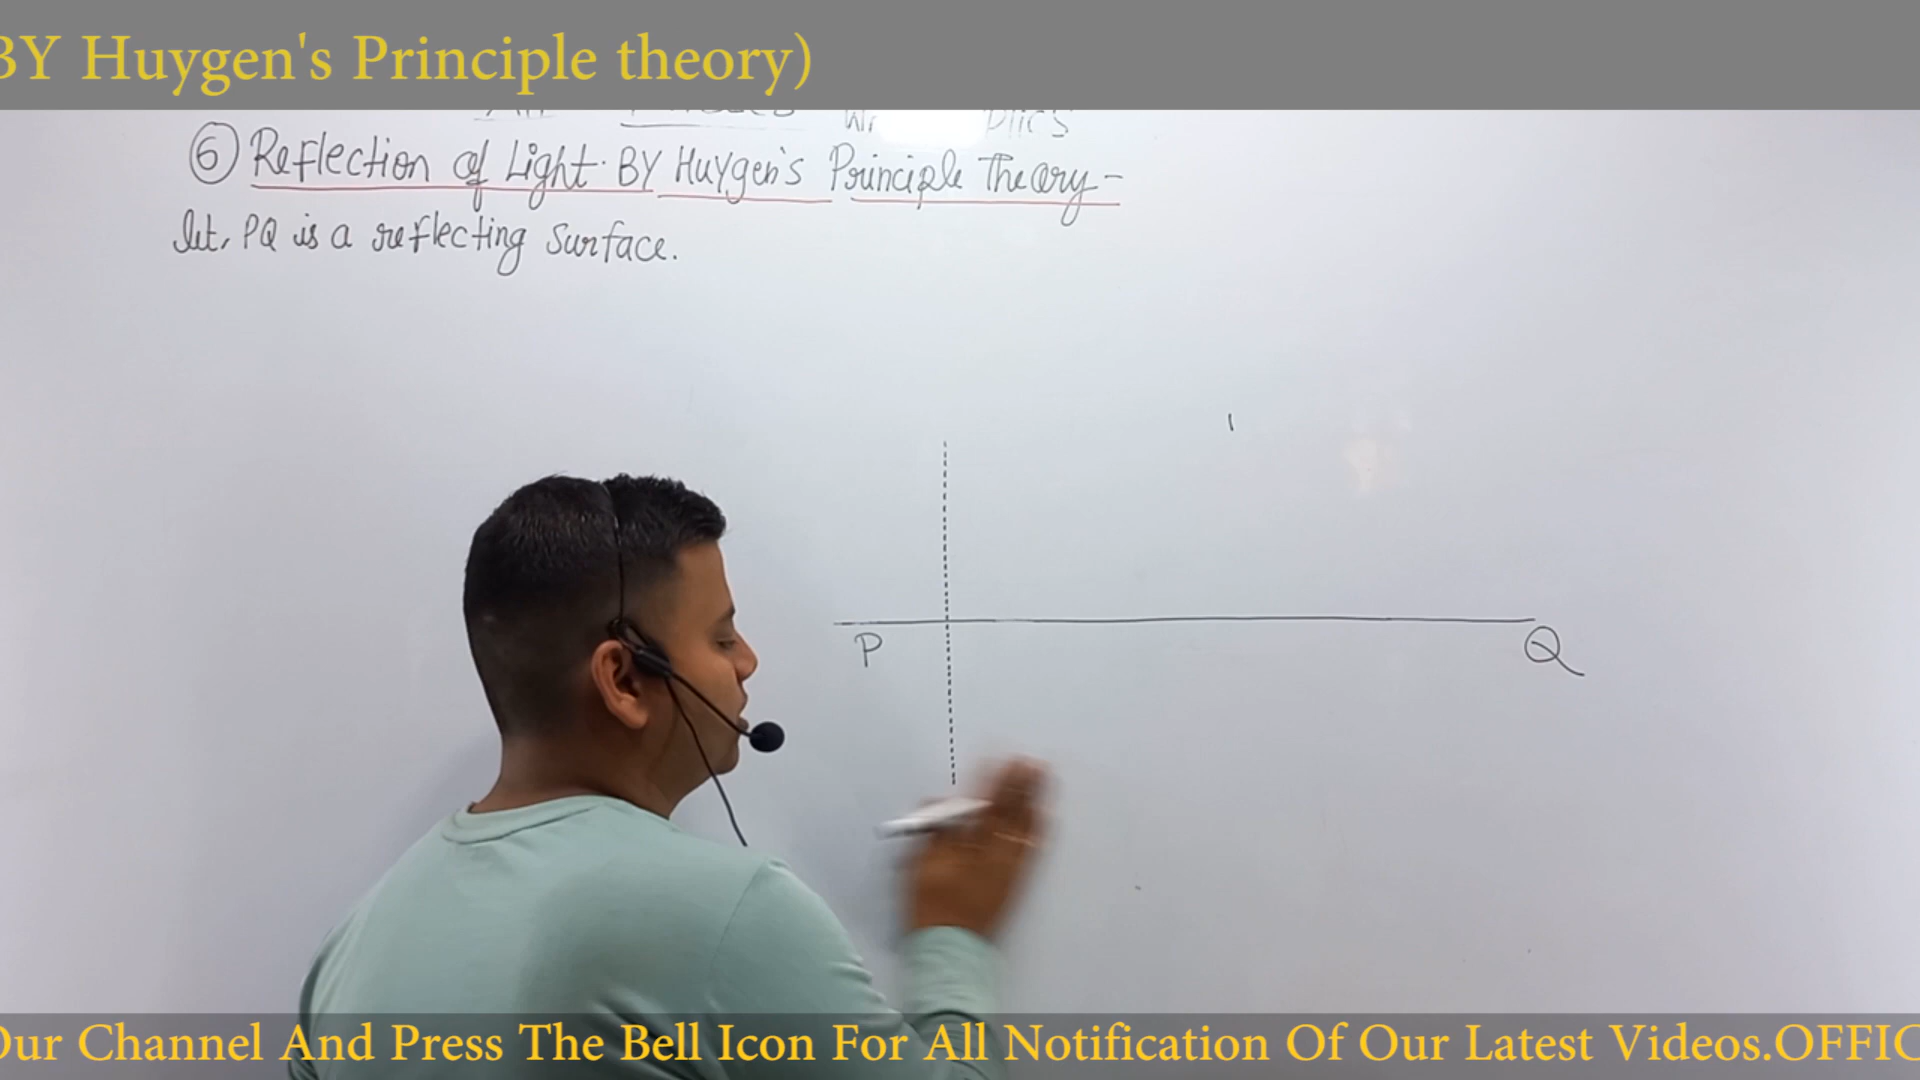 BY Huygen's Principle theory)
⑥ Reflection of Light. BY Huygen's Principle Theory-
let, PQ is a reflecting surface.
P
Q
Our Channel And Press The Bell Icon For All Notification Of Our Latest Videos.OFFIC